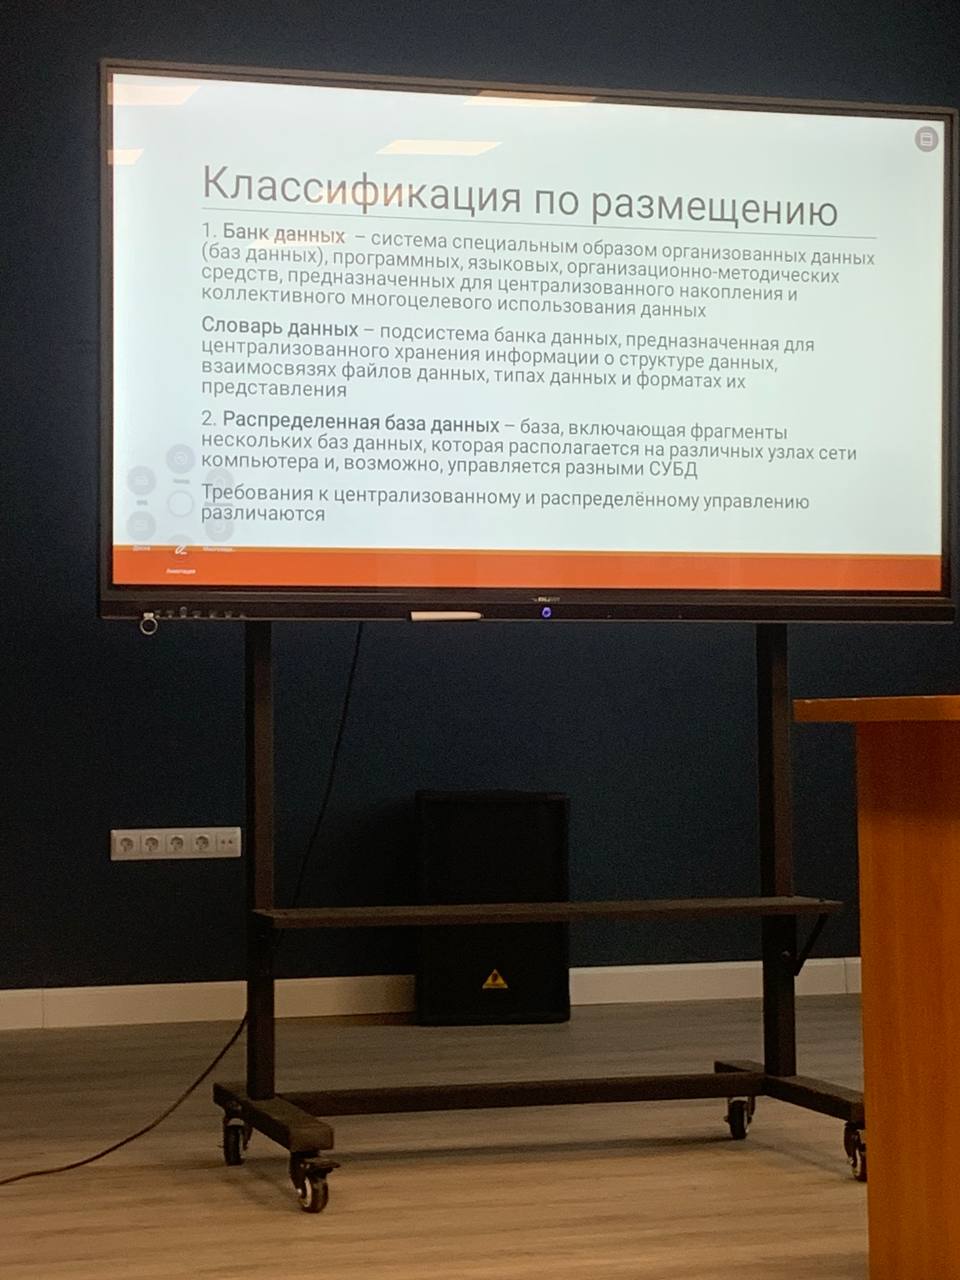 Классификация по размещению
1. Банк данных – система специальным образом организованных данных
(баз данных), программных, языковых, организационно-методических
средств, предназначенных для централизованного накопления и
коллективного многоцелевого использования данных
Словарь данных – подсистема банка данных, предназначенная для
централизованного хранения информации о структуре данных,
взаимосвязях файлов данных, типах данных и форматах их
представления
2. Распределенная база данных – база, включающая фрагменты
нескольких баз данных, которая располагается на различных узлах сети
компьютера и, возможно, управляется разными СУБД
Требования к централизованному и распределённому управлению
различаются
Аннотация